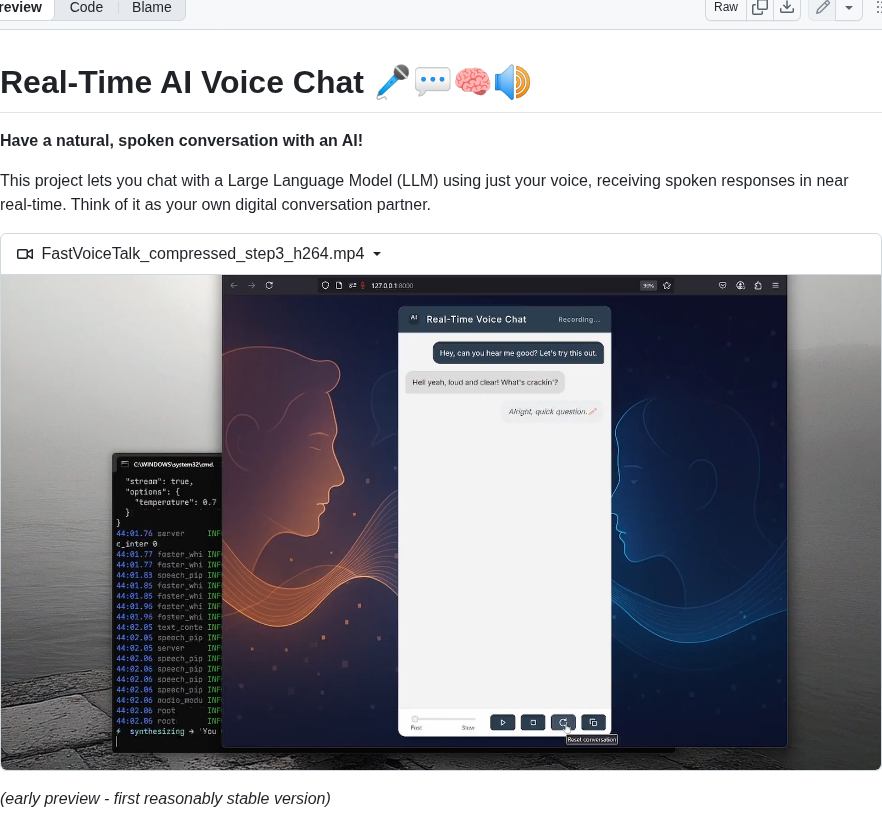 review Code Blame Raw
Real-Time AI Voice Chat 🎤💬🧠🔊
Have a natural, spoken conversation with an AI!
This project lets you chat with a Large Language Model (LLM) using just your voice, receiving spoken responses in near
real-time. Think of it as your own digital conversation partner.
FastVoiceTalk_compressed_step3_h264.mp4
127.0.0.1:8000 90%
AI Real-Time Voice Chat Recording...
Hey, can you hear me good? Let's try this out.
Hell yeah, loud and clear! What's crackin'?
Alright, quick question.
C:\WINDOWS\system32\cmd.
"stream": true,
"options": {
"temperature": 0.7
}
}
44:01.76 server INF
c_inter 0
44:01.77 faster_whi INF
44:01.77 faster_whi INF
44:01.83 speech_pip INF
44:01.85 faster_whi INF
44:01.85 faster_whi INF
44:01.96 faster_whi INF
44:01.96 faster_whi INF
44:02.05 text_conte INF
44:02.05 speech_pip INF
44:02.05 server INF
44:02.06 speech_pip INF
44:02.06 speech_pip INF
44:02.06 speech_pip INF
44:02.06 speech_pip INF
44:02.06 audio_modu INF
44:02.06 root INF
44:02.06 root INF
⚡ synthesizing → 'You
Fast Slow
Reset conversation
(early preview - first reasonably stable version)